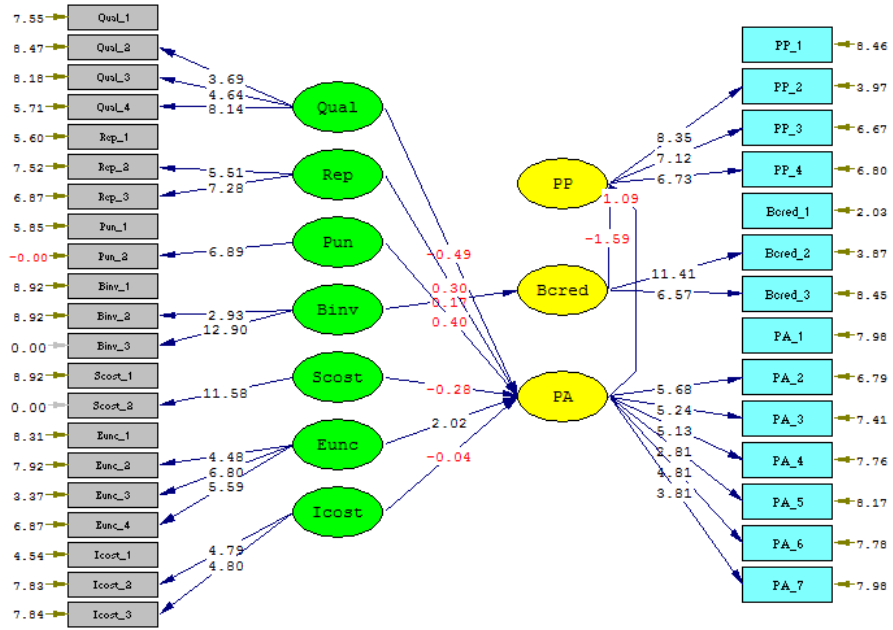 7.55 Qual_1
8.47 Qual_2
8.18 Qual_3
5.71 Qual_4
5.60 Rep_1
7.52 Rep_2
6.87 Rep_3
5.85 Pun_1
-0.00 Pun_2
8.92 Binv_1
8.92 Binv_2
0.00 Binv_3
8.92 Scost_1
0.00 Scost_2
8.31 Eunc_1
7.92 Eunc_2
3.37 Eunc_3
6.87 Eunc_4
4.54 Icost_1
7.83 Icost_2
7.84 Icost_3
3.69
4.64
8.14
5.51
7.28
6.89
2.93
12.90
11.58
4.48
6.80
5.59
4.79
4.80
Qual
Rep
Pun
Binv
Scost
Eunc
Icost
-0.49
0.30
0.17
0.40
-0.28
2.02
-0.04
PP
1.09
-1.59
Bcred
PA
8.35
7.12
6.73
11.41
6.57
5.68
5.24
5.13
2.81
4.81
3.81
PP_1 8.46
PP_2 3.97
PP_3 6.67
PP_4 6.80
Bcred_1 2.03
Bcred_2 3.87
Bcred_3 8.45
PA_1 7.98
PA_2 6.79
PA_3 7.41
PA_4 7.76
PA_5 8.17
PA_6 7.78
PA_7 7.98